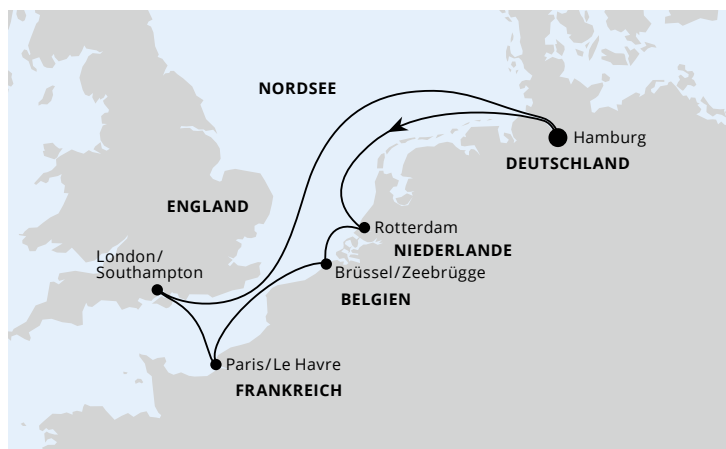 NORDSEE
Hamburg
DEUTSCHLAND
ENGLAND
Rotterdam
NIEDERLANDE
London/
Southampton
Brüssel/Zeebrügge
BELGIEN
Paris/Le Havre
FRANKREICH